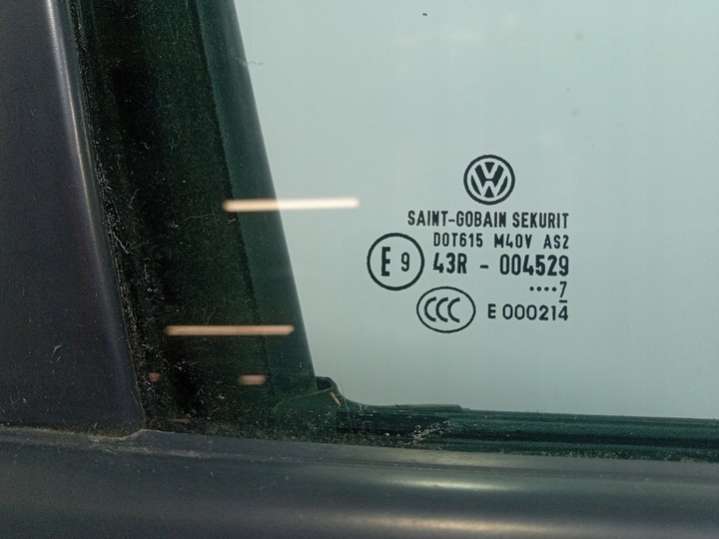 SAINT-GOBAIN SEKURIT
DOT615 M40V AS2
E 9 43R - 004529
····7
CCC E 000214